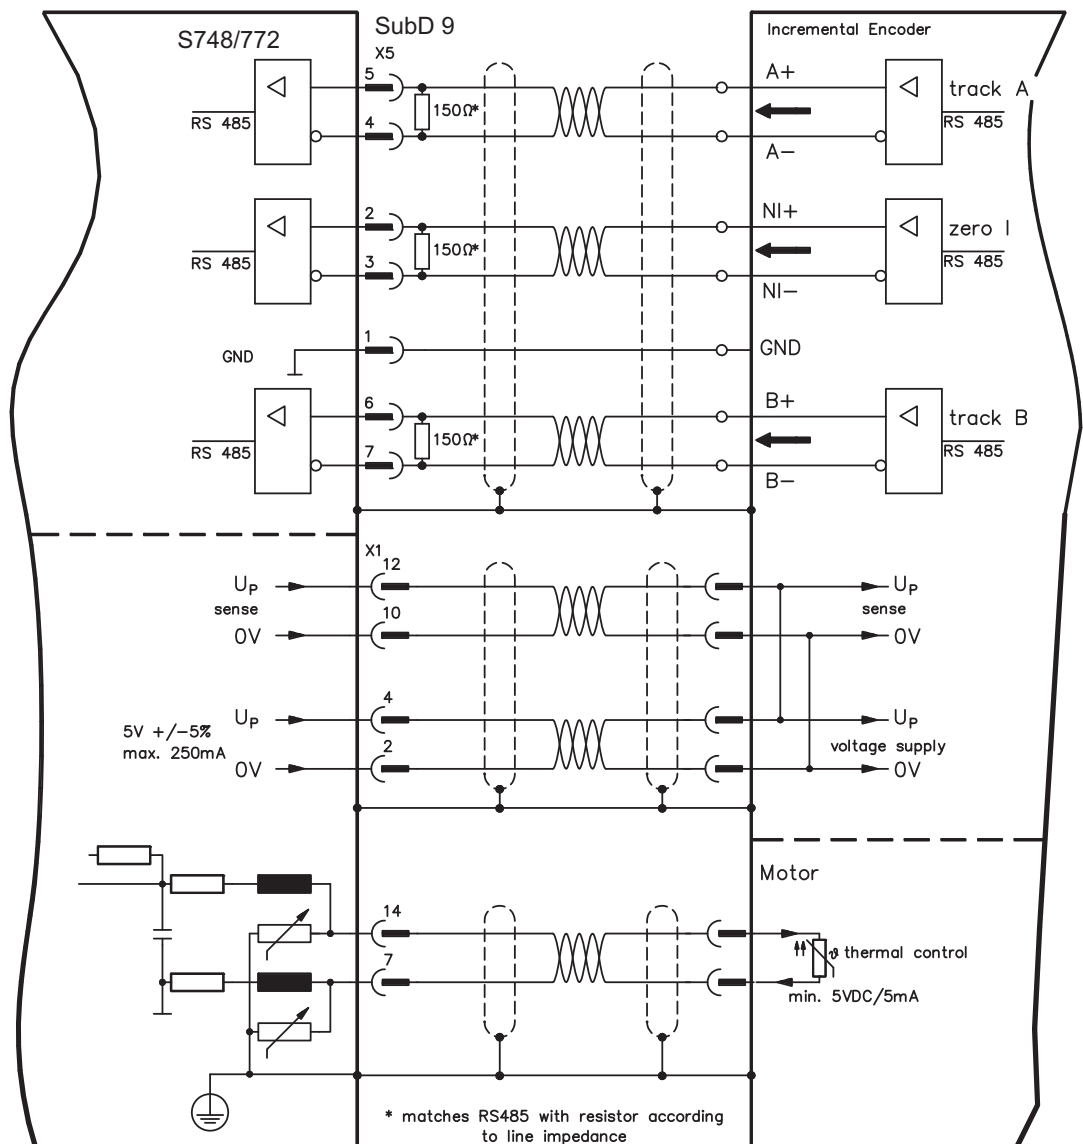 S748/772
SubD 9
X5
Incremental Encoder
5
A+
track A
RS 485
150Ω*
RS 485
4
A−
2
NI+
zero I
RS 485
150Ω*
RS 485
3
NI−
1
GND
GND
6
B+
track B
RS 485
150Ω*
RS 485
7
B−
X1
12
UP
UP
sense
sense
10
0V
0V
4
UP
UP
5V +/−5%
max. 250mA
voltage supply
2
0V
0V
Motor
14
ϑ thermal control
7
min. 5VDC/5mA
* matches RS485 with resistor according
to line impedance